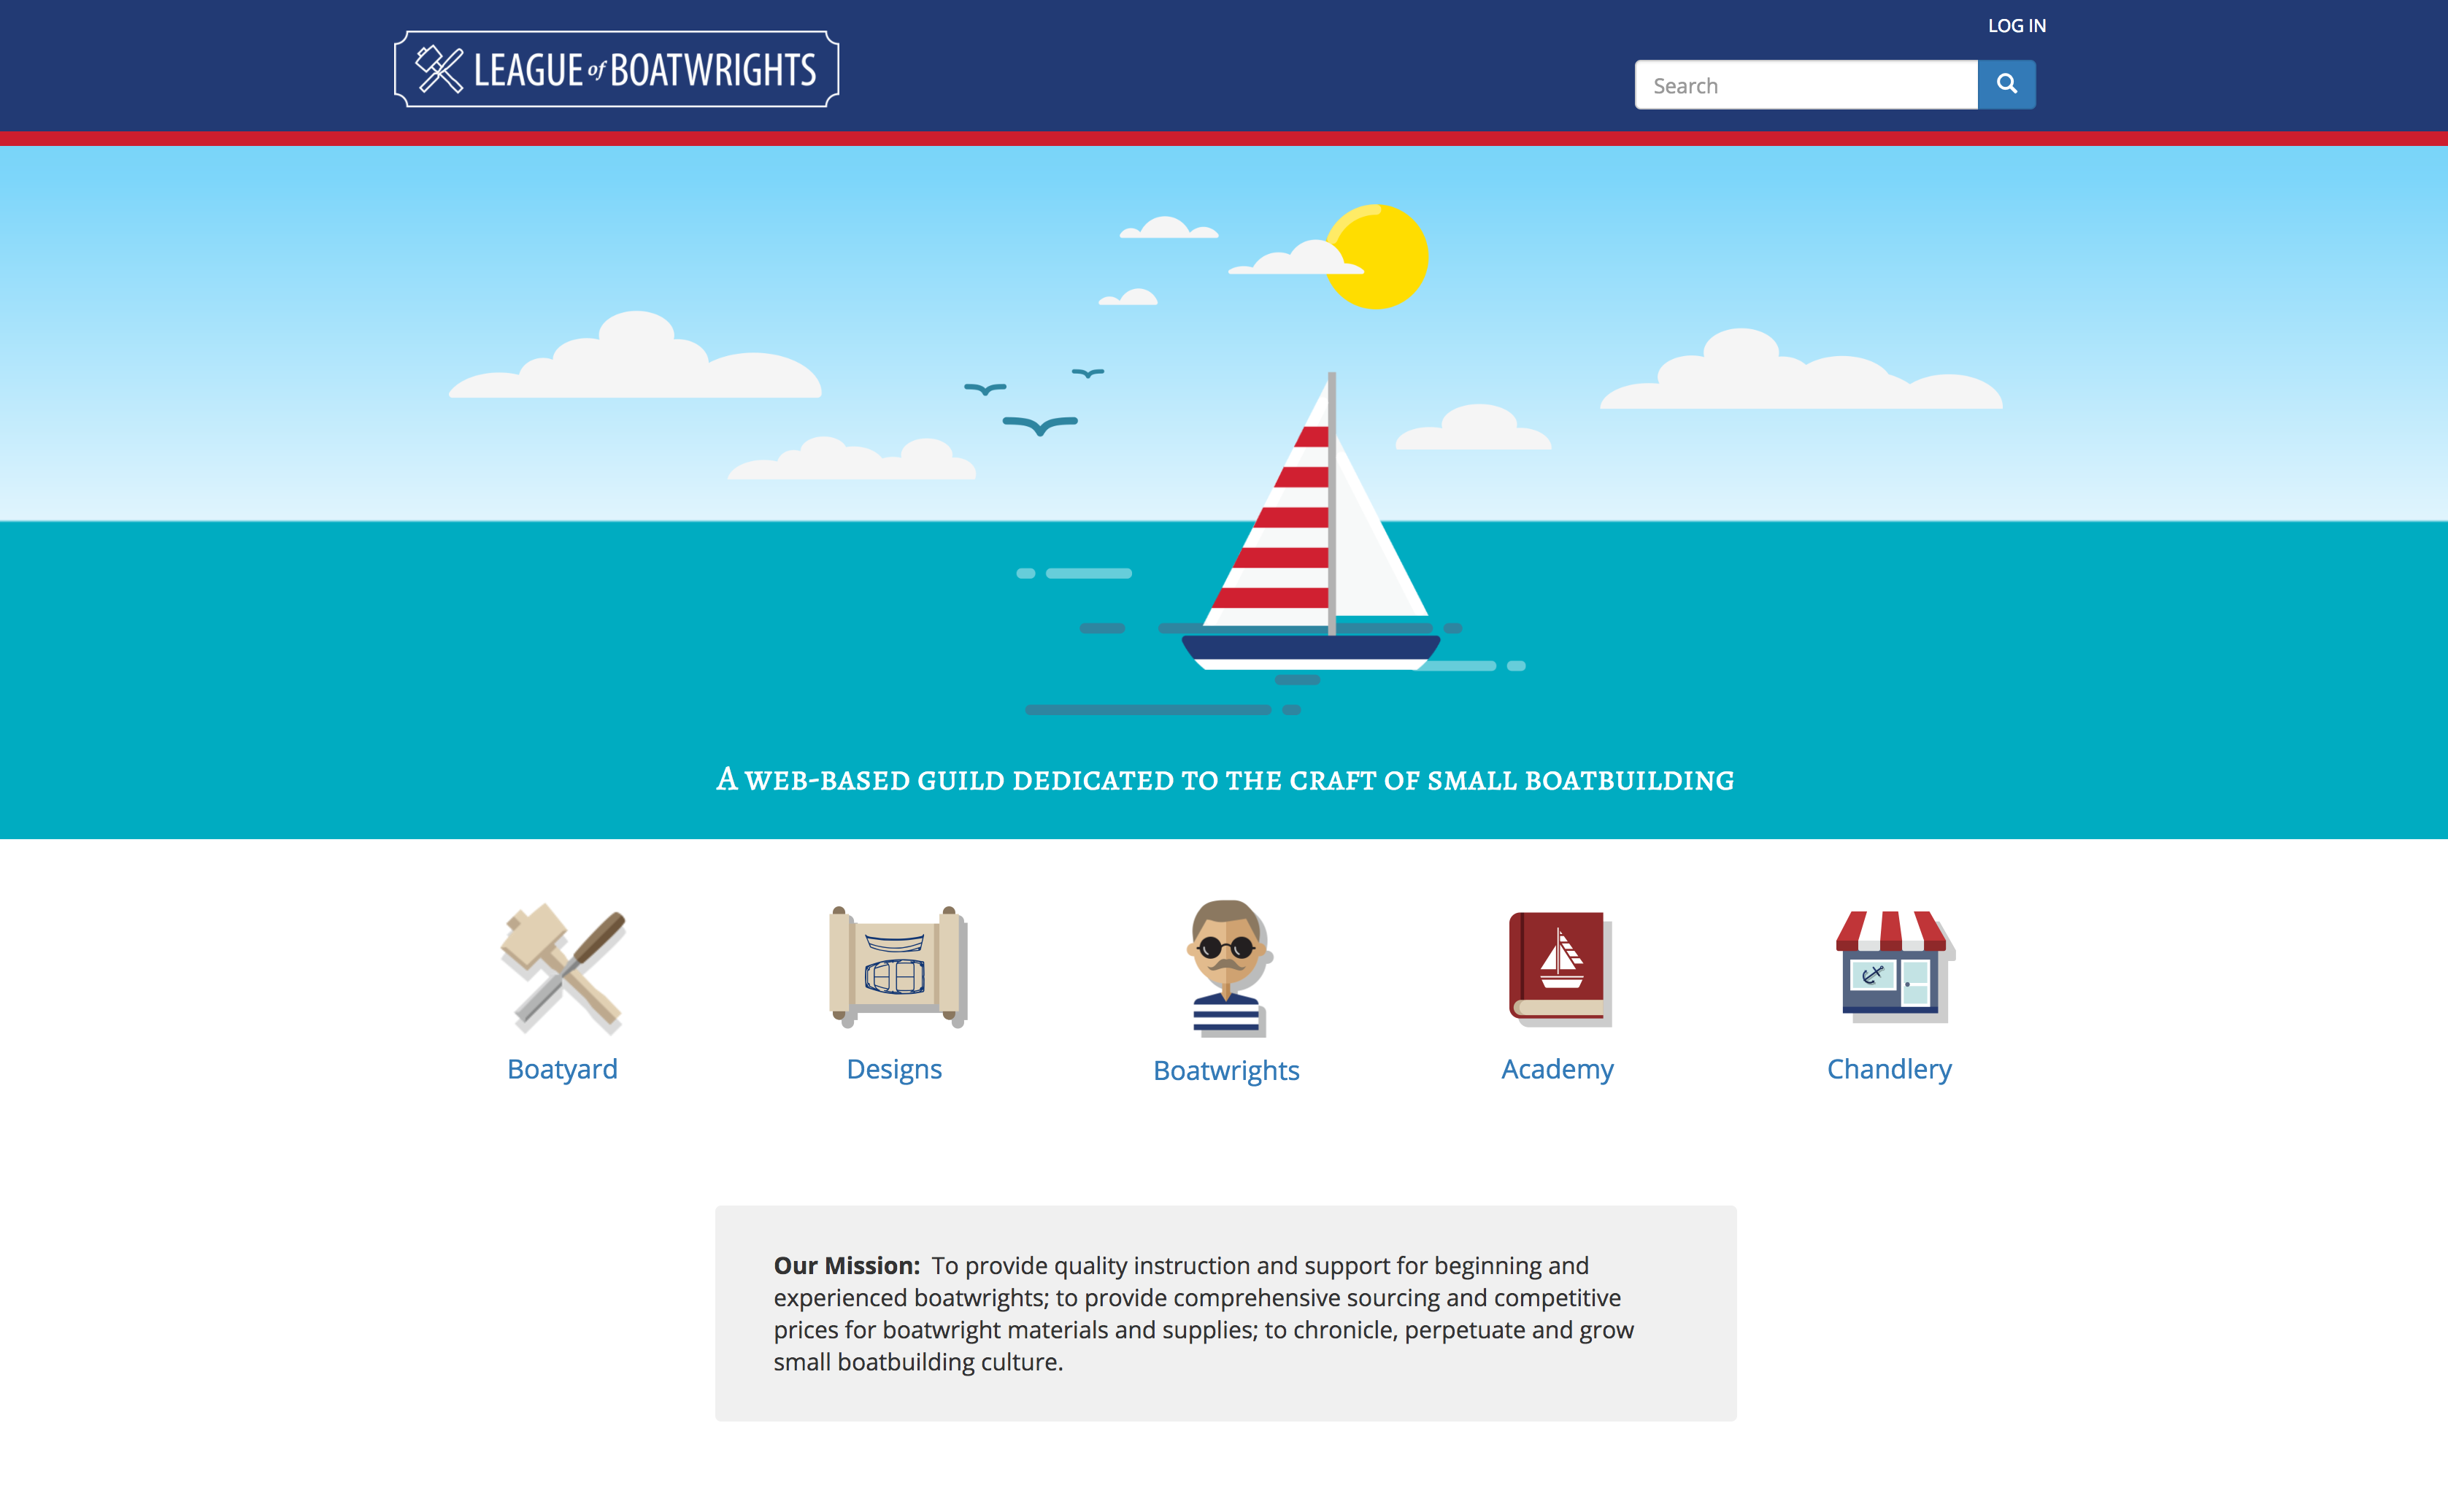 LOG IN
LEAGUE of BOATWRIGHTS
Search
A WEB-BASED GUILD DEDICATED TO THE CRAFT OF SMALL BOATBUILDING
Boatyard
Designs
Boatwrights
Academy
Chandlery
Our Mission: To provide quality instruction and support for beginning and
experienced boatwrights; to provide comprehensive sourcing and competitive
prices for boatwright materials and supplies; to chronicle, perpetuate and grow
small boatbuilding culture.